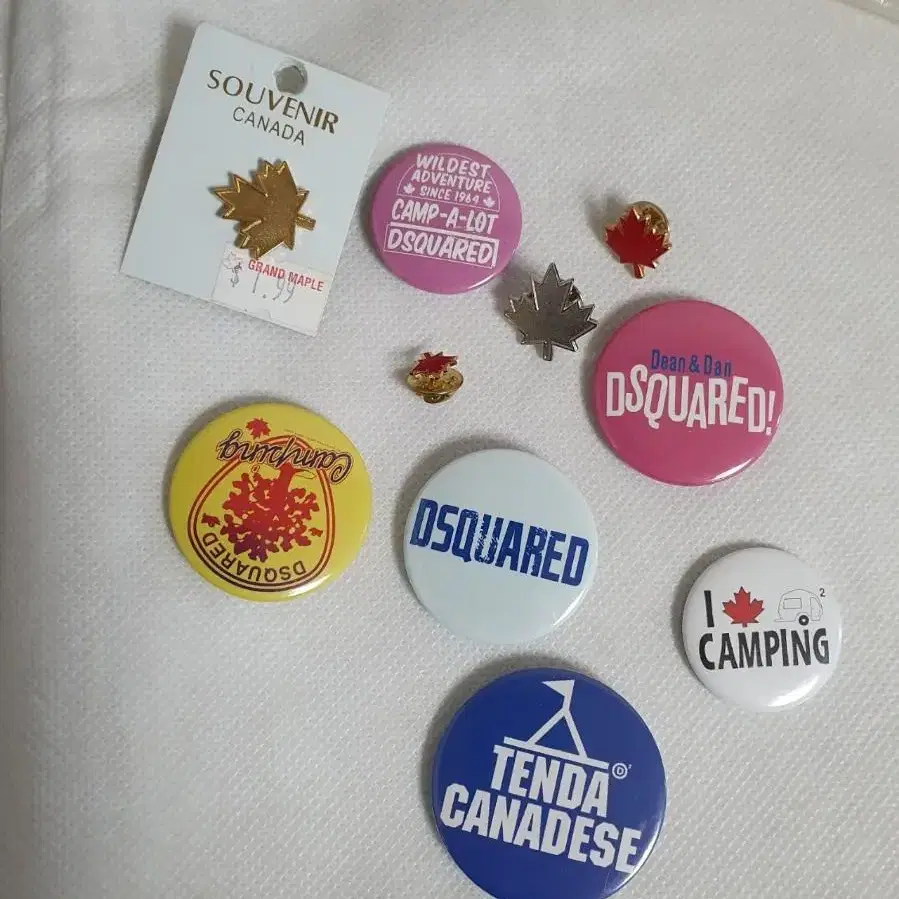 SOUVENIR
CANADA
GRAND MAPLE
$1.99
WILDEST
ADVENTURE
SINCE 1964
CAMP-A-LOT
DSQUARED
Dean & Dan
DSQUARED!
Camping
DSQUARED
DSQUARED
I
2
CAMPING
TENDA
D²
CANADESE